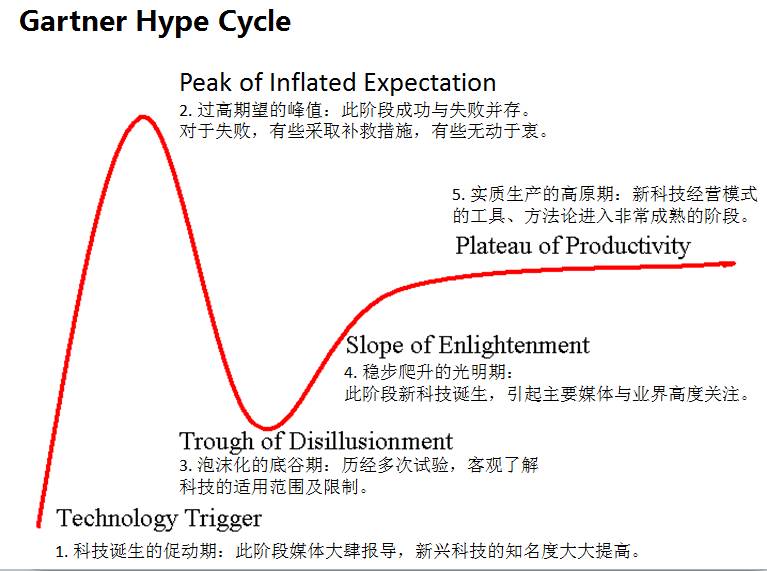 Gartner Hype Cycle
Peak of Inflated Expectation
2. 过高期望的峰值：此阶段成功与失败并存。
对于失败，有些采取补救措施，有些无动于衷。
5. 实质生产的高原期：新科技经营模式
的工具、方法论进入非常成熟的阶段。
Plateau of Productivity
Slope of Enlightenment
4. 稳步爬升的光明期：
此阶段新科技诞生，引起主要媒体与业界高度关注。
Trough of Disillusionment
3. 泡沫化的底谷期：历经多次试验，客观了解
科技的适用范围及限制。
Technology Trigger
1. 科技诞生的促动期：此阶段媒体大肆报导，新兴科技的知名度大大提高。